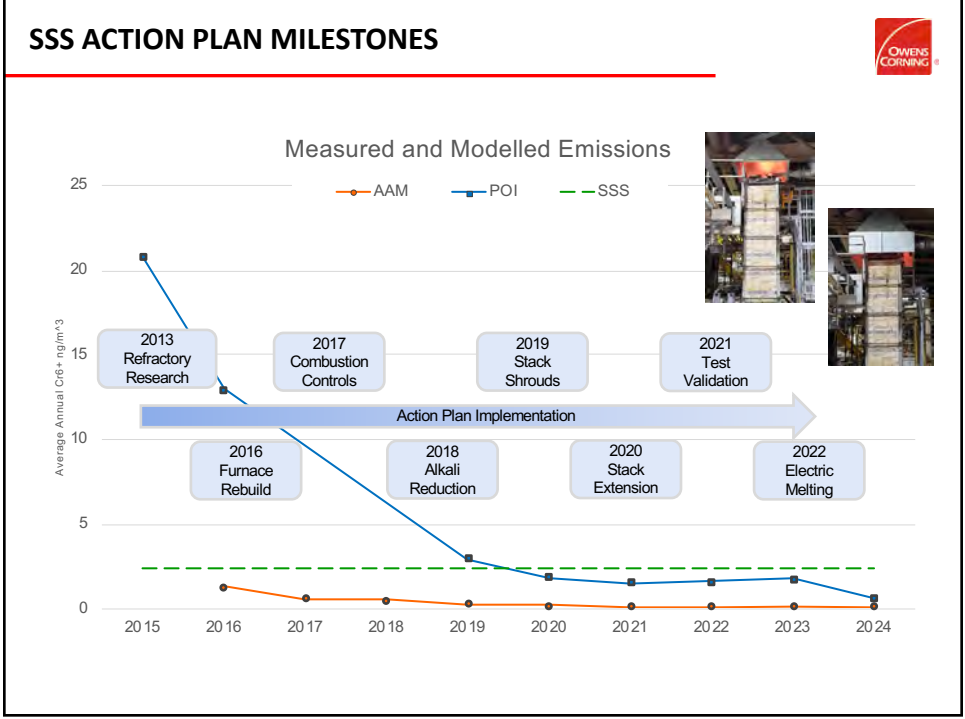 SSS ACTION PLAN MILESTONES
OWENS
CORNING
®
Measured and Modelled Emissions
AAM
POI
SSS
Average Annual Cr6+ ng/m^3
25
20
15
10
5
0
2013
Refractory
Research
2017
Combustion
Controls
2019
Stack
Shrouds
2021
Test
Validation
Action Plan Implementation
2016
Furnace
Rebuild
2018
Alkali
Reduction
2020
Stack
Extension
2022
Electric
Melting
2015
2016
2017
2018
2019
2020
2021
2022
2023
2024